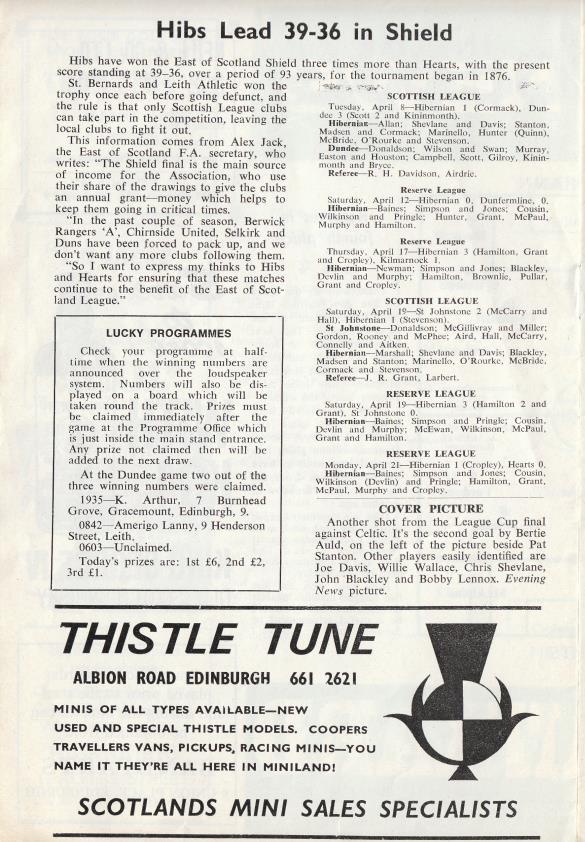 Hibs Lead 39-36 in Shield
Hibs have won the East of Scotland Shield three times more than Hearts, with the present
score standing at 39–36, over a period of 93 years, for the tournament began in 1876.
St. Bernards and Leith Athletic won the
trophy once each before going defunct, and
the rule is that only Scottish League clubs
can take part in the competition, leaving the
local clubs to fight it out.
This information comes from Alex Jack,
the East of Scotland F.A. secretary, who
writes: "The Shield final is the main source
of income for the Association, who use
their share of the drawings to give the clubs
an annual grant—money which helps to
keep them going in critical times.
"In the past coupe of season, Berwick
Rangers 'A', Chirnside United, Selkirk and
Duns have been forced to pack up, and we
don't want any more clubs following them.
"So I want to express my thinks to Hibs
and Hearts for ensuring that these matches
continue to the benefit of the East of Scot-
land League."
LUCKY PROGRAMMES
Check your programme at half-
time when the winning numbers are
announced over the loudspeaker
system. Numbers will also be dis-
played on a board which will be
taken round the track. Prizes must
be claimed immediately after the
game at the Programme Office which
is just inside the main stand entrance.
Any prize not claimed then will be
added to the next draw.
At the Dundee game two out of the
three winning numbers were claimed.
1935—K. Arthur, 7 Burnhead
Grove, Gracemount, Edinburgh, 9.
0842—Amerigo Lanny, 9 Henderson
Street, Leith.
0603—Unclaimed.
Today's prizes are: 1st £6, 2nd £2,
3rd £1.
SCOTTISH LEAGUE
Tuesday, April 8—Hibernian 1 (Cormack), Dun-
dee 3 (Scott 2 and Kininmonth).
Hibernian—Allan; Shevlane and Davis; Stanton,
Madsen and Cormack; Marinello, Hunter (Quinn),
McBride, O'Rourke and Stevenson.
Dundee—Donaldson; Wilson and Swan; Murray,
Easton and Houston; Campbell, Scott, Gilroy, Kinin-
month and Bryce.
Referee—R. H. Davidson, Airdrie.
Reserve League
Saturday, April 12—Hibernian 0, Dunfermline, 0.
Hibernian—Baines; Simpson and Jones; Cousin,
Wilkinson and Pringle; Hunter, Grant, McPaul,
Murphy and Hamilton.
Reserve League
Thursday, April 17—Hibernian 3 (Hamilton, Grant
and Cropley), Kilmarnock 1.
Hibernian—Newman; Simpson and Jones; Blackley,
Devlin and Murphy; Hamilton, Brownlie, Pullar,
Grant and Cropley.
SCOTTISH LEAGUE
Saturday, April 19—St Johnstone 2 (McCarry and
Hall), Hibernian 1 (Stevenson).
St Johnstone—Donaldson; McGillivray and Miller;
Gordon, Rooney and McPhee; Aird, Hall, McCarry,
Connelly and Aitken.
Hibernian—Marshall; Shevlane and Davis; Blackley,
Madsen and Stanton; Marinello, O'Rourke, McBride,
Cormack and Stevenson.
Referee—J. R. Grant, Larbert.
RESERVE LEAGUE
Saturday, April 19—Hibernian 3 (Hamilton 2 and
Grant), St Johnstone 0.
Hibernian—Baines; Simpson and Pringle; Cousin,
Devlin and Murphy; McEwan, Wilkinson, McPaul,
Grant and Hamilton.
RESERVE LEAGUE
Monday, April 21—Hibernian 1 (Cropley), Hearts 0.
Hibernian—Baines; Simpson and Jones; Cousin,
Wilkinson (Devlin) and Pringle; Hamilton, Grant,
McPaul, Murphy and Cropley.
COVER PICTURE
Another shot from the League Cup final
against Celtic. It's the second goal by Bertie
Auld, on the left of the picture beside Pat
Stanton. Other players easily identified are
Joe Davis, Willie Wallace, Chris Shevlane,
John Blackley and Bobby Lennox. Evening
News picture.
THISTLE TUNE
ALBION ROAD EDINBURGH 661 2621
MINIS OF ALL TYPES AVAILABLE—NEW
USED AND SPECIAL THISTLE MODELS. COOPERS
TRAVELLERS VANS, PICKUPS, RACING MINIS—YOU
NAME IT THEY'RE ALL HERE IN MINILAND!
SCOTLANDS MINI SALES SPECIALISTS